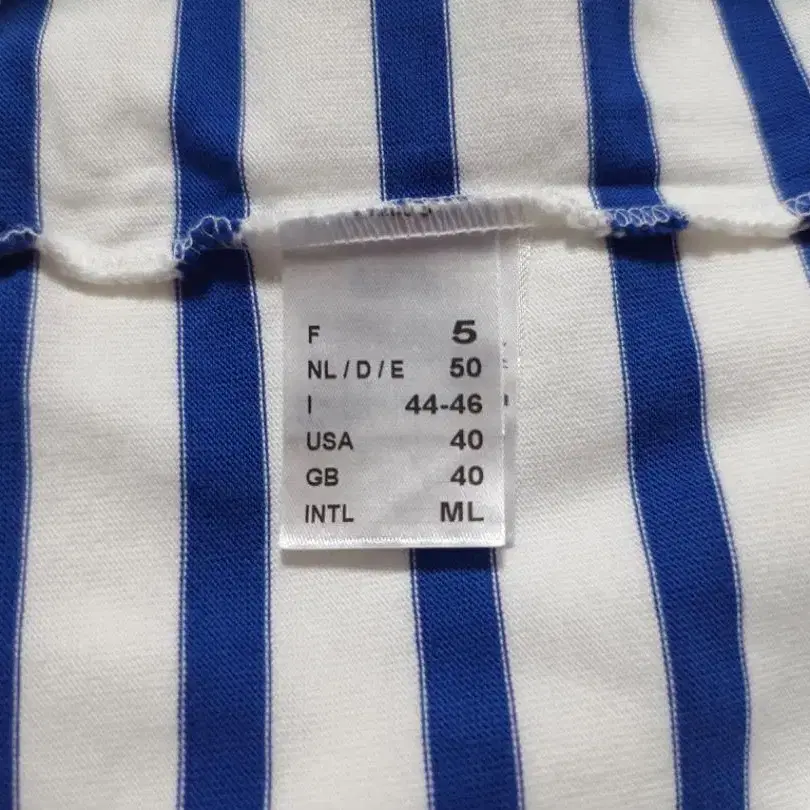 F 5
NL / D / E 50
I 44-46
USA 40
GB 40
INTL ML